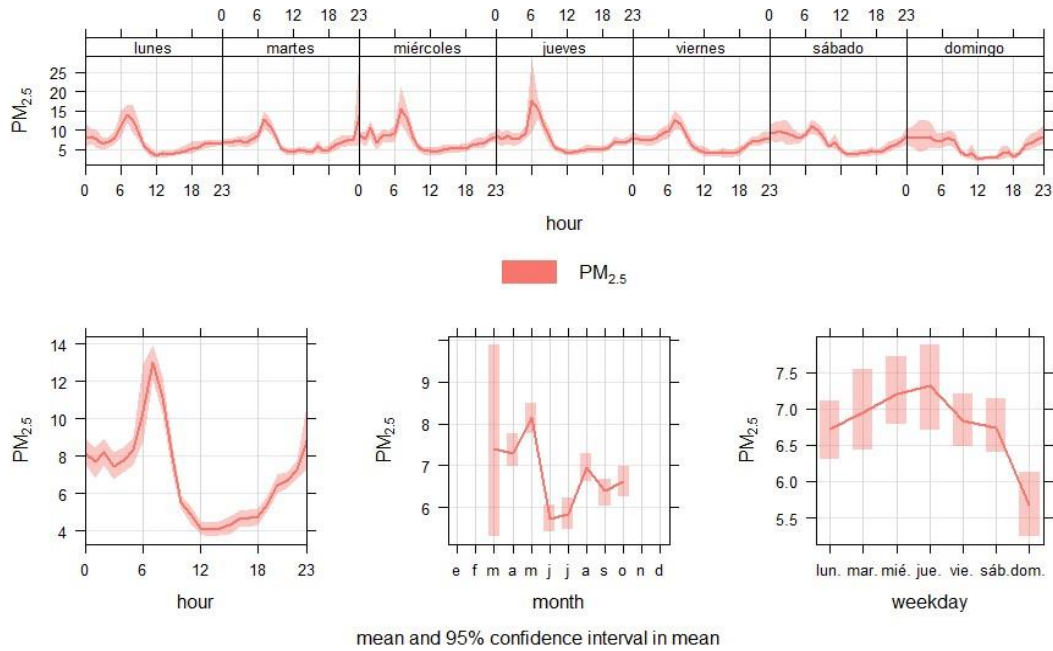 0 6 12 18 23 0 6 12 18 23 0 6 12 18 23
lunes martes miércoles jueves viernes sábado domingo
PM2.5
25
20
15
10
5
0 6 12 18 23 0 6 12 18 23 0 6 12 18 23 0 6 12 18 23
hour
PM2.5
PM2.5
14
12
10
8
6
4
0 6 12 18 23
hour
PM2.5
9
8
7
6
e f m a m j j a s o n d
month
PM2.5
7.5
7.0
6.5
6.0
5.5
lun. mar. mié. jue. vie. sáb. dom.
weekday
mean and 95% confidence interval in mean